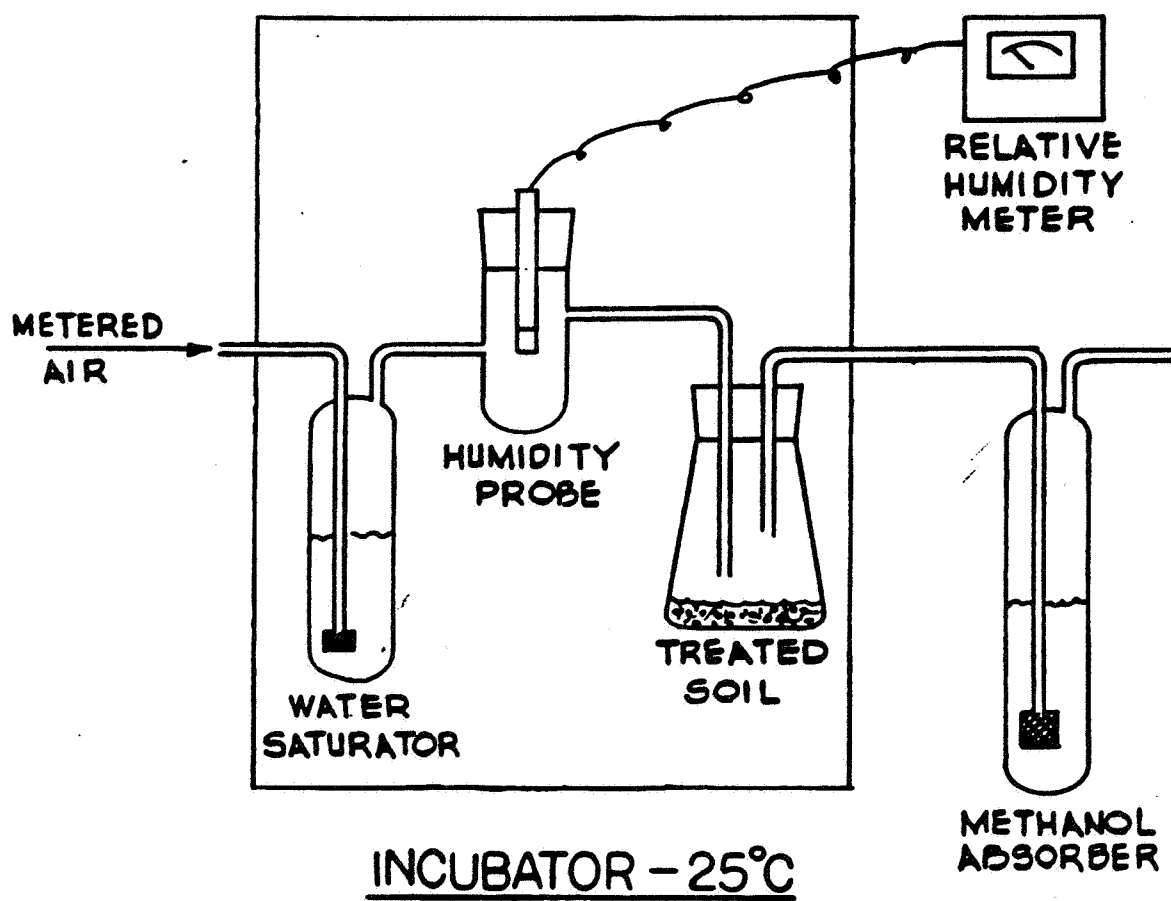 RELATIVE
HUMIDITY
METER
METERED
AIR
HUMIDITY
PROBE
TREATED
SOIL
WATER
SATURATOR
METHANOL
ABSORBER
INCUBATOR – 25°C